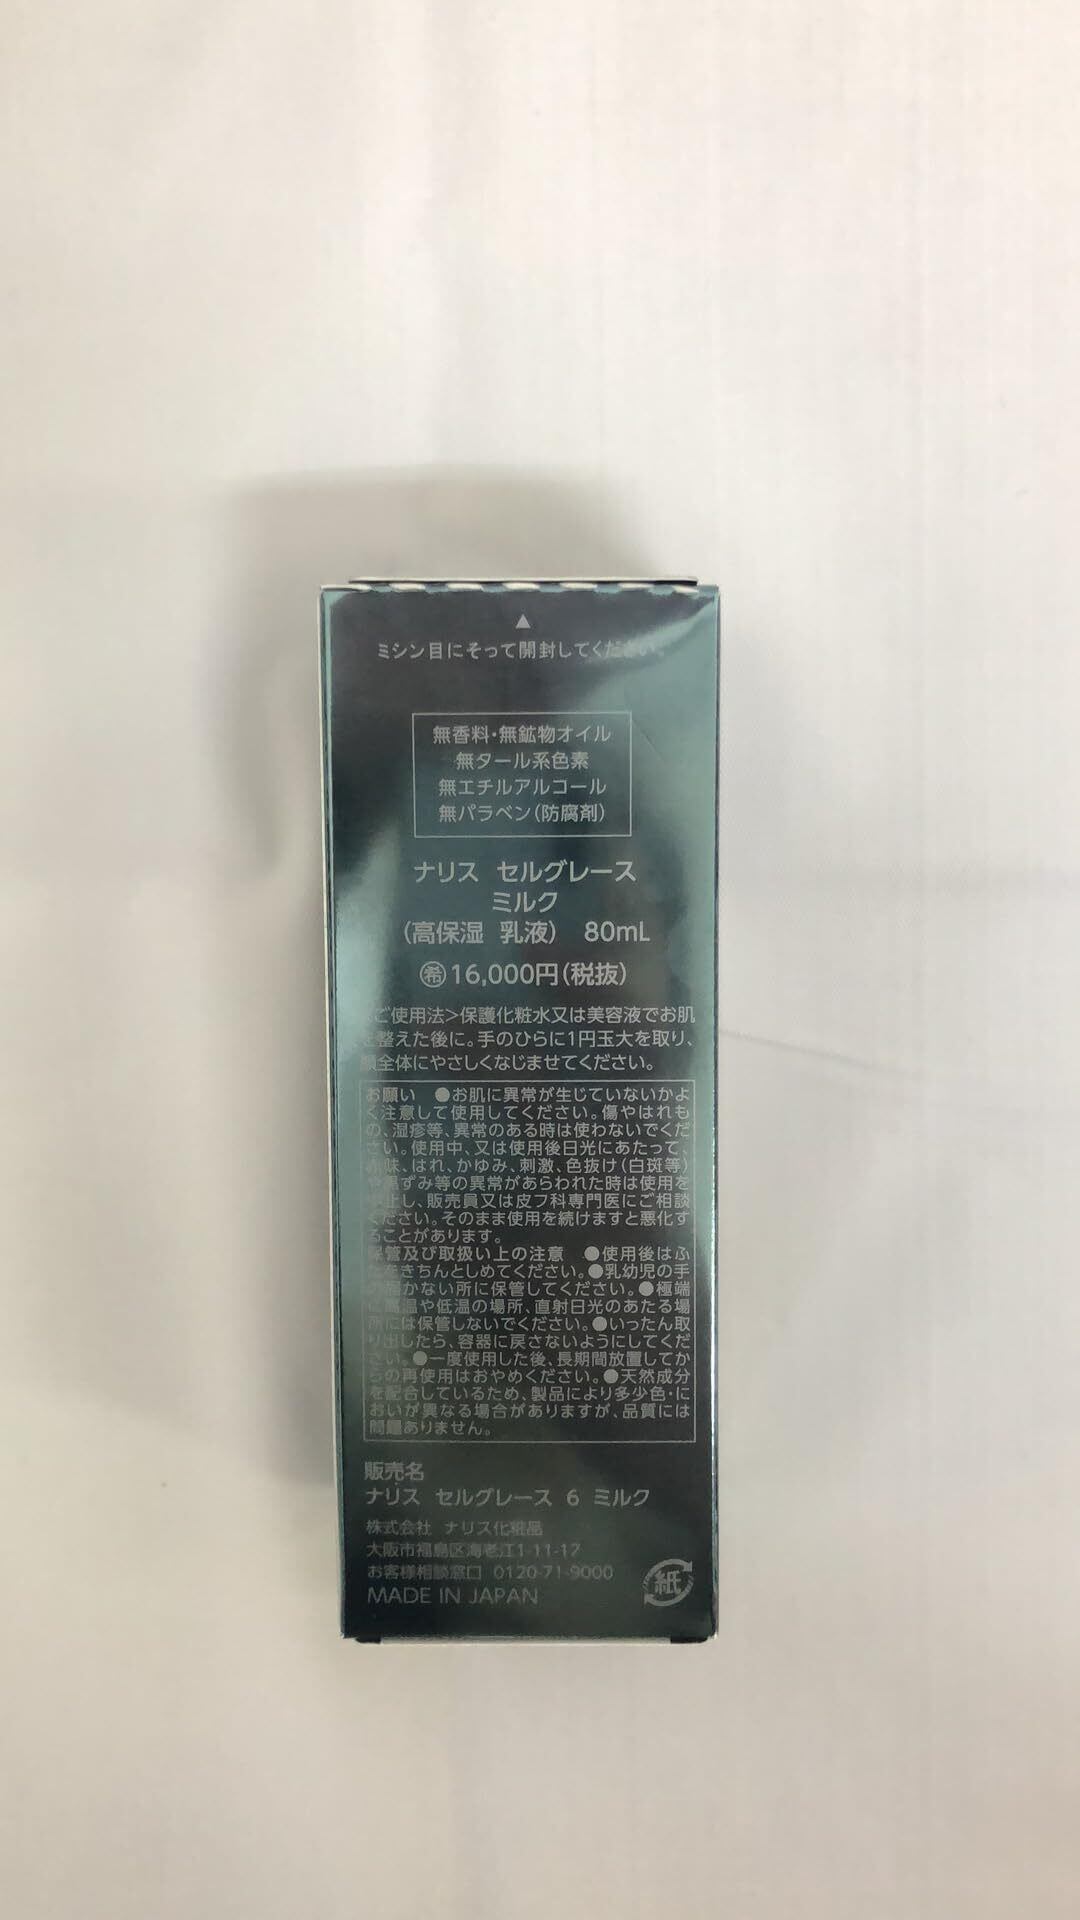 ▲
ミシン目にそって開封してください。
無香料・無鉱物オイル
無タール系色素
無エチルアルコール
無パラベン(防腐剤)
ナリス セルグレース
ミルク
(高保湿 乳液) 80mL
㊕16,000円(税抜)
<ご使用法>保護化粧水又は美容液でお肌
を整えた後に。手のひらに1円玉大を取り、
顔全体にやさしくなじませてください。
お願い ●お肌に異常が生じていないかよ
く注意して使用してください。傷やはれも
の、湿疹等、異常のある時は使わないでくだ
さい。使用中、又は使用後日光にあたって、
赤味、はれ、かゆみ、刺激、色抜け(白斑等)
や黒ずみ等の異常があらわれた時は使用を
中止し、販売員又は皮フ科専門医にご相談
ください。そのまま使用を続けますと悪化す
ることがあります。
保管及び取扱い上の注意 ●使用後はふ
たをきちんとしめてください。●乳幼児の手
の届かない所に保管してください。●極端
に高温や低温の場所、直射日光のあたる場
所には保管しないでください。●いったん取
り出したら、容器に戻さないようにしてくだ
さい。●一度使用した後、長期間放置してか
らの再使用はおやめください。●天然成分
を配合しているため、製品により多少色・に
おいが異なる場合がありますが、品質には
問題ありません。
販売名
ナリス セルグレース 6 ミルク
株式会社 ナリス化粧品
大阪市福島区海老江1-11-17
お客様相談窓口 0120-71-9000
MADE IN JAPAN
紙